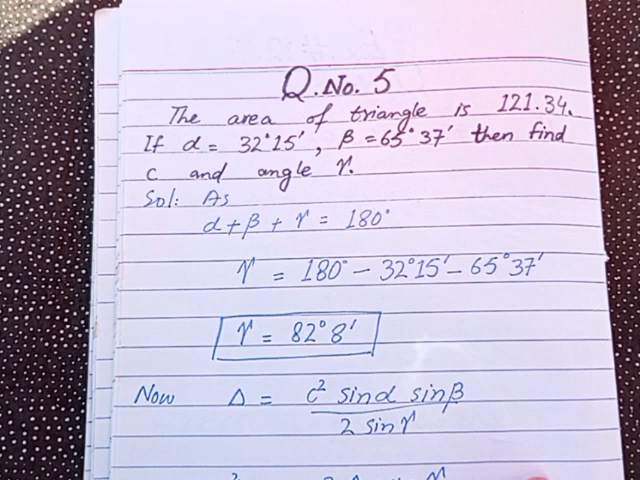 Q.No. 5
The area of triangle is 121.34.
If α = 32°15′, β = 65°37′ then find
c and angle γ.
Sol: As
α + β + γ = 180°
γ = 180° − 32°15′ − 65°37′
γ = 82°8′
Now Δ = c² sinα sinβ
2 sinγ